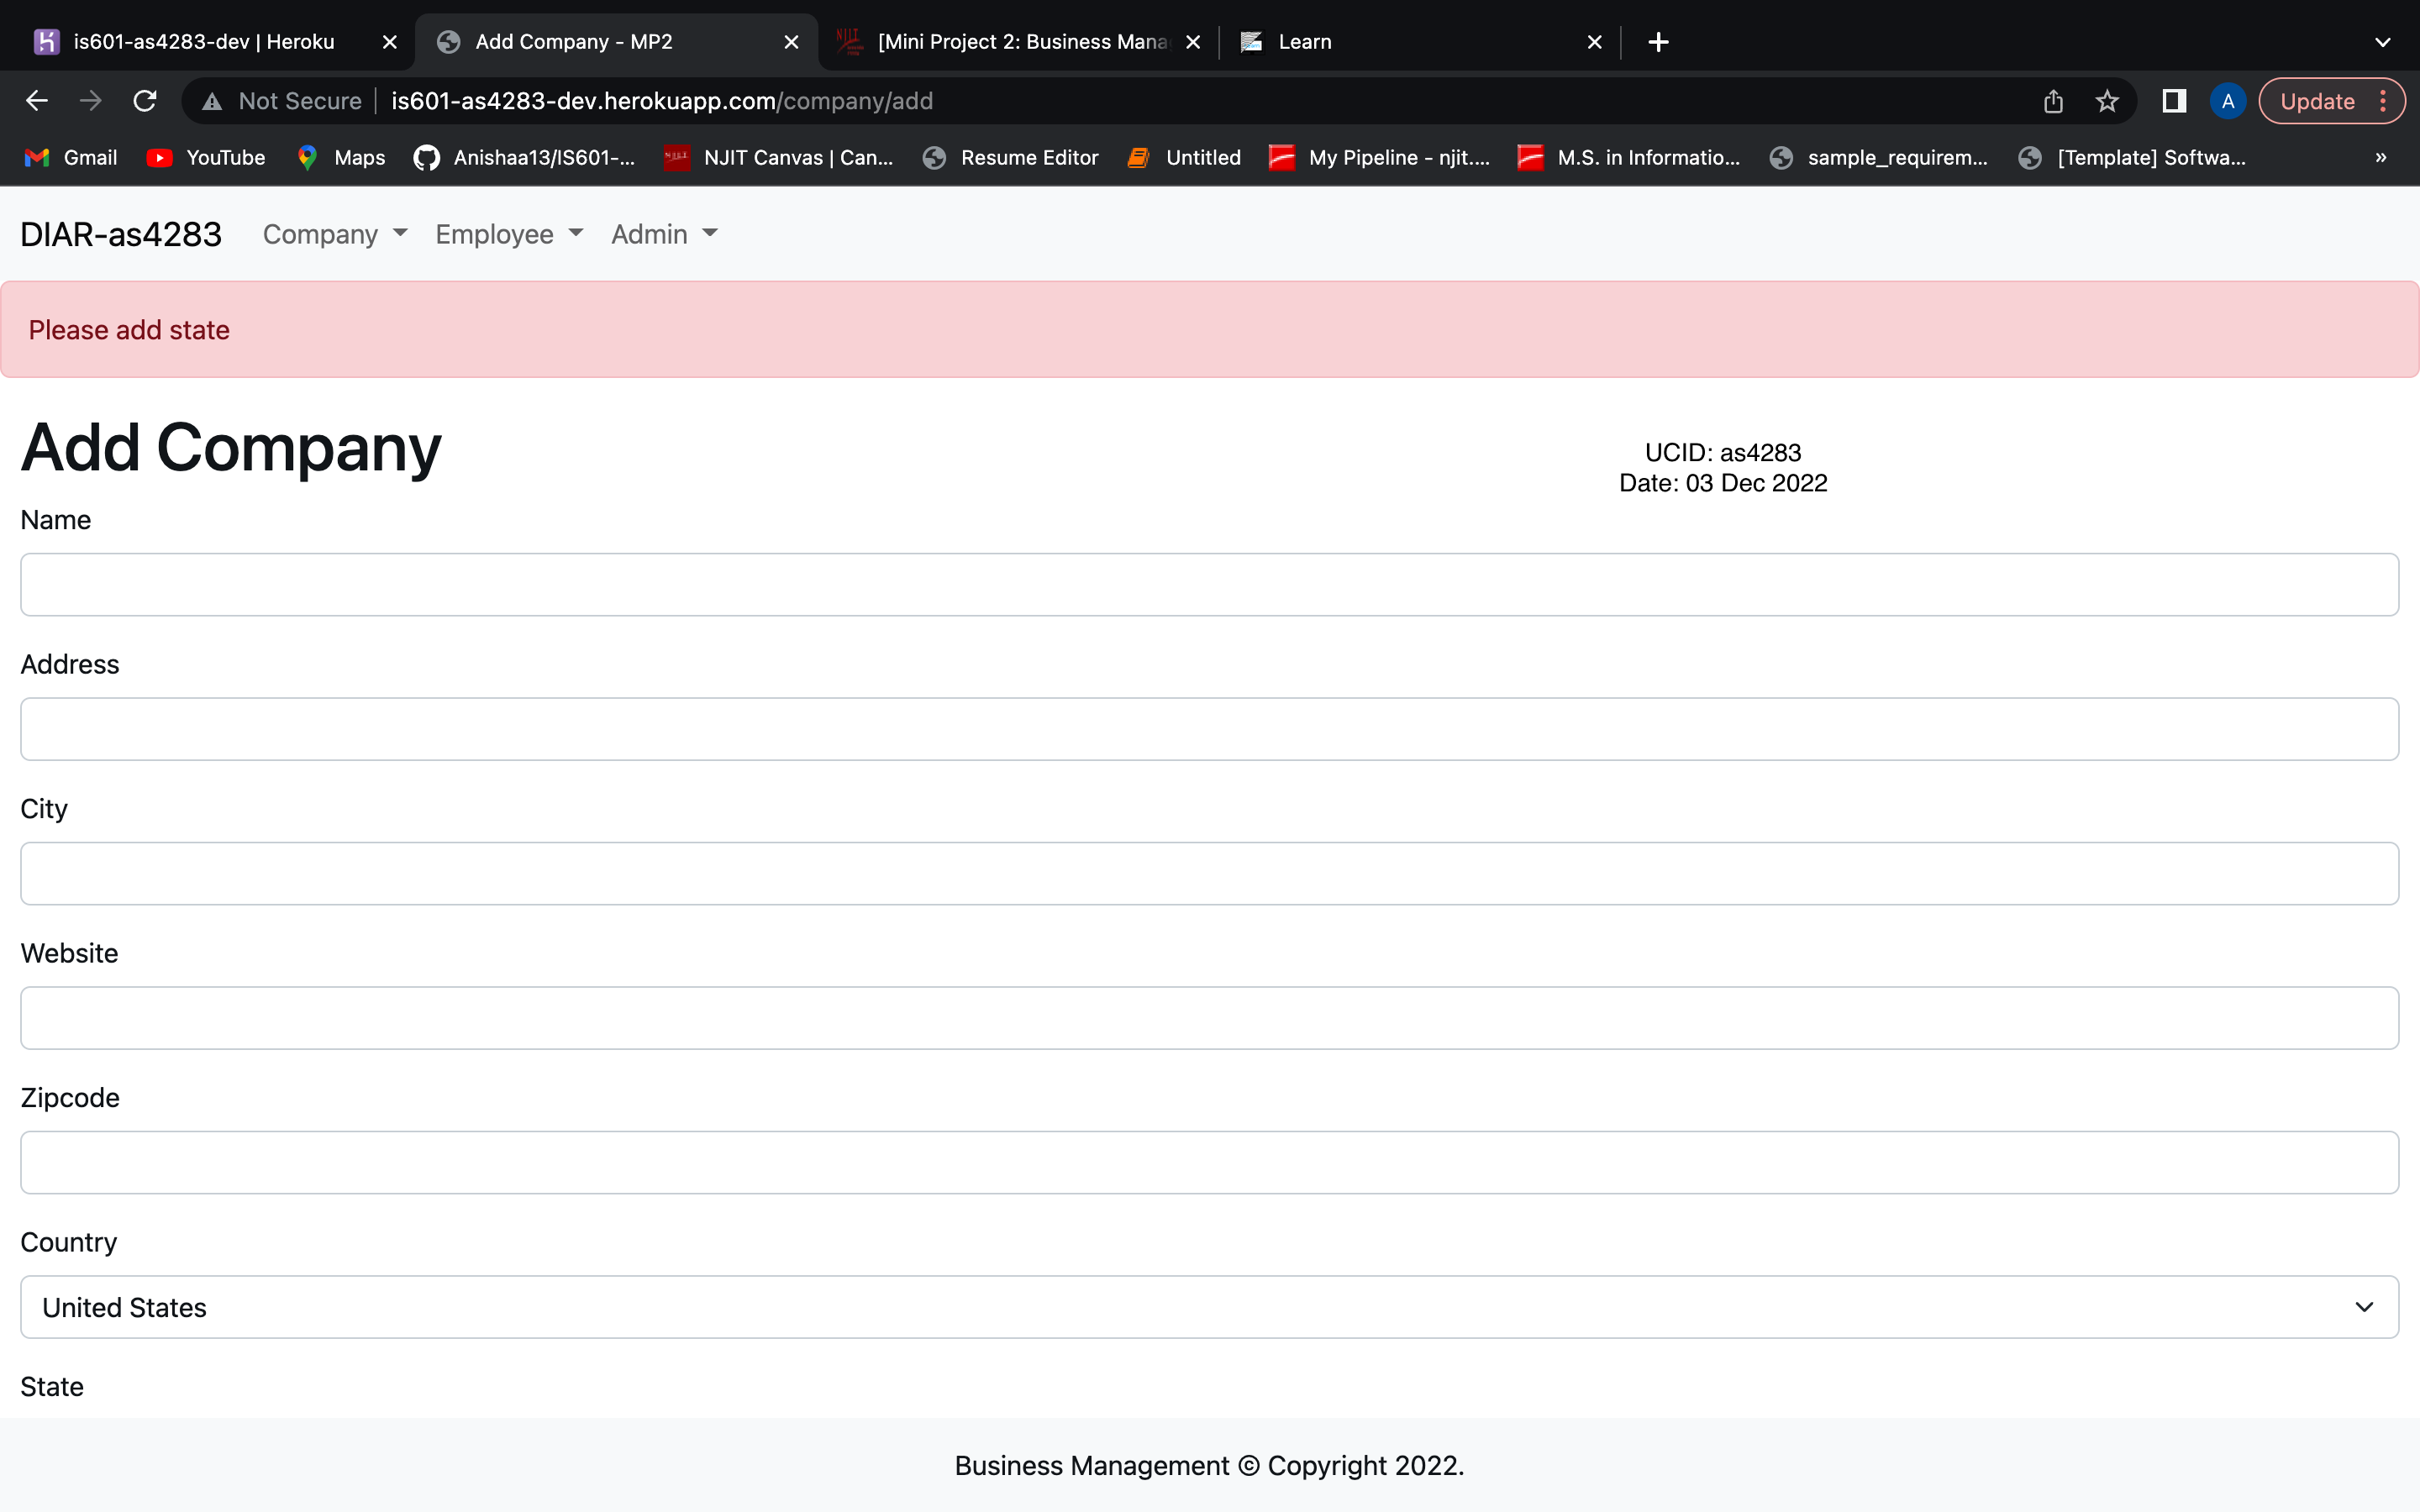 is601-as4283-dev | Heroku
Add Company - MP2
[Mini Project 2: Business Mana
Learn
Not Secure
is601-as4283-dev.herokuapp.com/company/add
A
Update
Gmail
YouTube
Maps
Anishaa13/IS601-...
NJIT Canvas | Can...
Resume Editor
Untitled
My Pipeline - njit....
M.S. in Informatio...
sample_requirem...
[Template] Softwa...
»
DIAR-as4283
Company
Employee
Admin
Please add state
Add Company
UCID: as4283
Date: 03 Dec 2022
Name
Address
City
Website
Zipcode
Country
United States
State
Business Management © Copyright 2022.